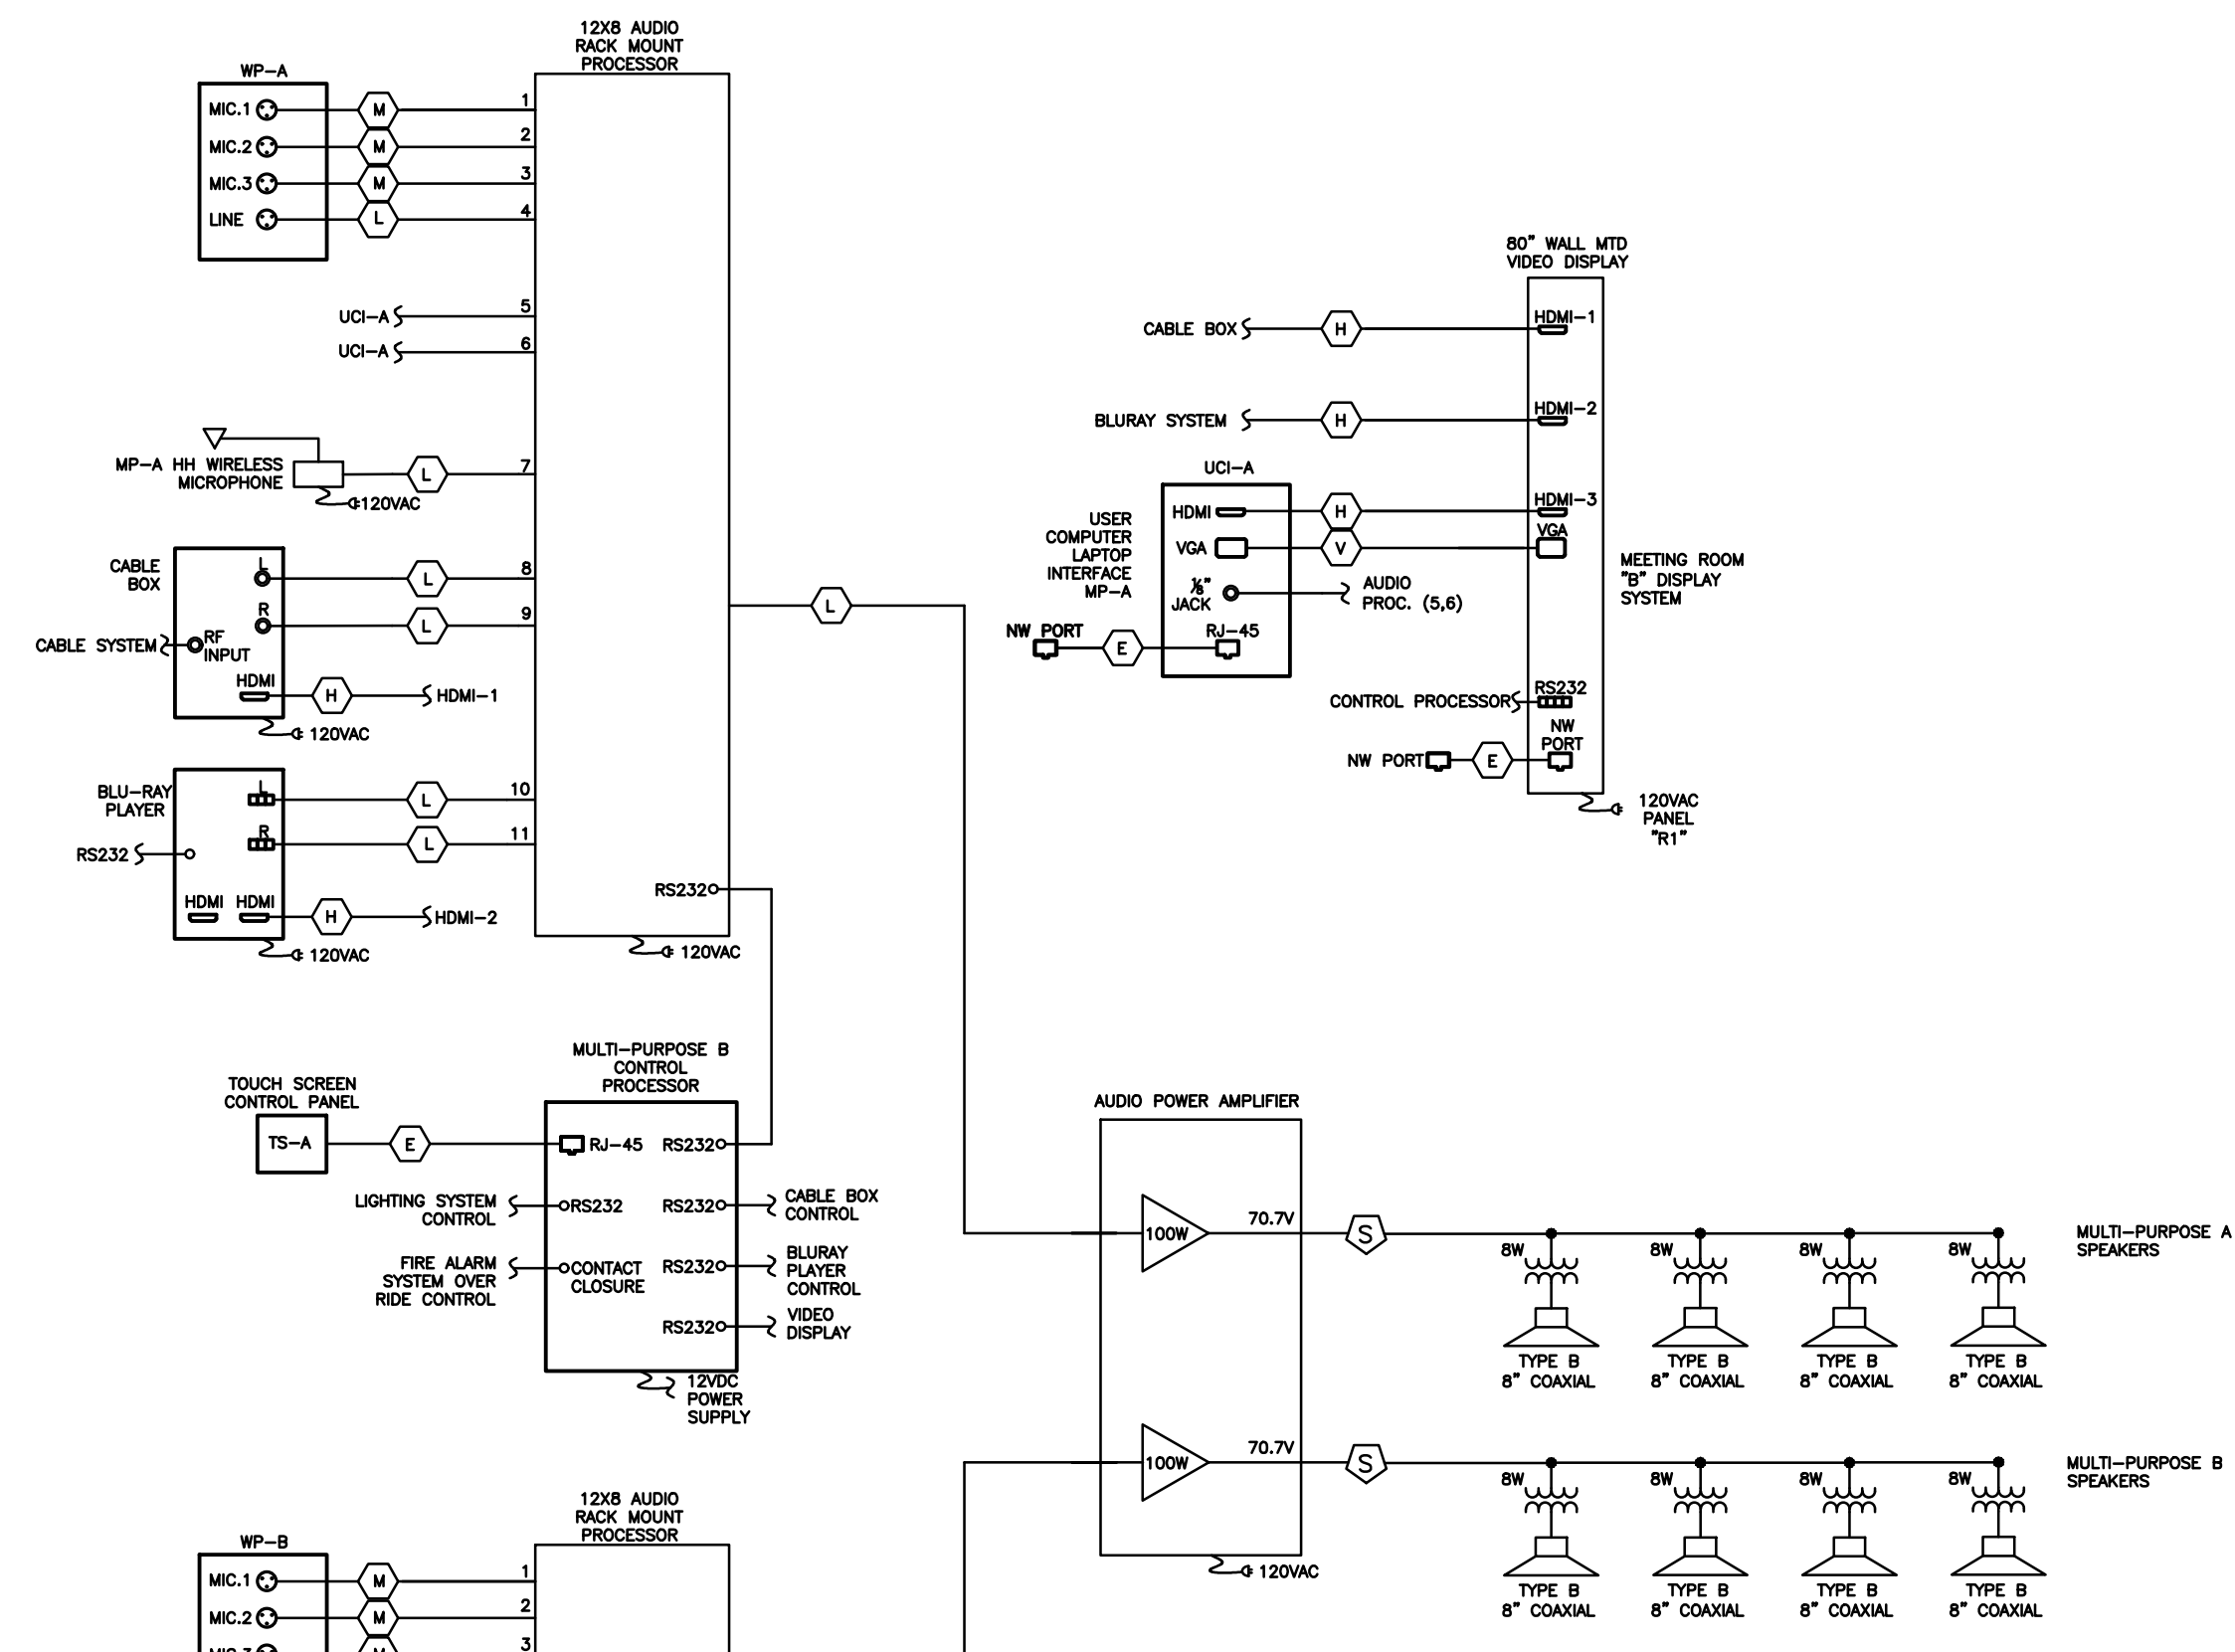 12X8 AUDIO
RACK MOUNT
PROCESSOR
WP-A
MIC.1 M 1
MIC.2 M 2
MIC.3 M 3
LINE L 4
UCI-A 5
UCI-A 6
MP-A HH WIRELESS
MICROPHONE
L 7
120VAC
CABLE
BOX
L L 8
R L 9
CABLE SYSTEM
RF
INPUT
HDMI H HDMI-1
120VAC
BLU-RAY
PLAYER
L L 10
R L 11
RS232
HDMI HDMI H HDMI-2
120VAC
RS232
120VAC
L
80" WALL MTD
VIDEO DISPLAY
CABLE BOX H HDMI-1
BLURAY SYSTEM H HDMI-2
UCI-A
USER
COMPUTER
LAPTOP
INTERFACE
MP-A
HDMI H HDMI-3
VGA V VGA
⅛"
JACK
AUDIO
PROC. (5,6)
NW PORT E RJ-45
MEETING ROOM
"B" DISPLAY
SYSTEM
CONTROL PROCESSOR RS232
NW PORT E NW
PORT
120VAC
PANEL
"R1"
MULTI-PURPOSE B
CONTROL
PROCESSOR
TOUCH SCREEN
CONTROL PANEL
TS-A E RJ-45 RS232
LIGHTING SYSTEM
CONTROL
RS232 RS232
CABLE BOX
CONTROL
FIRE ALARM
SYSTEM OVER
RIDE CONTROL
CONTACT
CLOSURE
RS232
BLURAY
PLAYER
CONTROL
RS232
VIDEO
DISPLAY
12VDC
POWER
SUPPLY
AUDIO POWER AMPLIFIER
100W 70.7V S
8W 8W 8W 8W
TYPE B TYPE B TYPE B TYPE B
8" COAXIAL 8" COAXIAL 8" COAXIAL 8" COAXIAL
MULTI-PURPOSE A
SPEAKERS
100W 70.7V S
8W 8W 8W 8W
TYPE B TYPE B TYPE B TYPE B
8" COAXIAL 8" COAXIAL 8" COAXIAL 8" COAXIAL
MULTI-PURPOSE B
SPEAKERS
120VAC
12X8 AUDIO
RACK MOUNT
PROCESSOR
WP-B
MIC.1 M 1
MIC.2 M 2
MIC.3 M 3